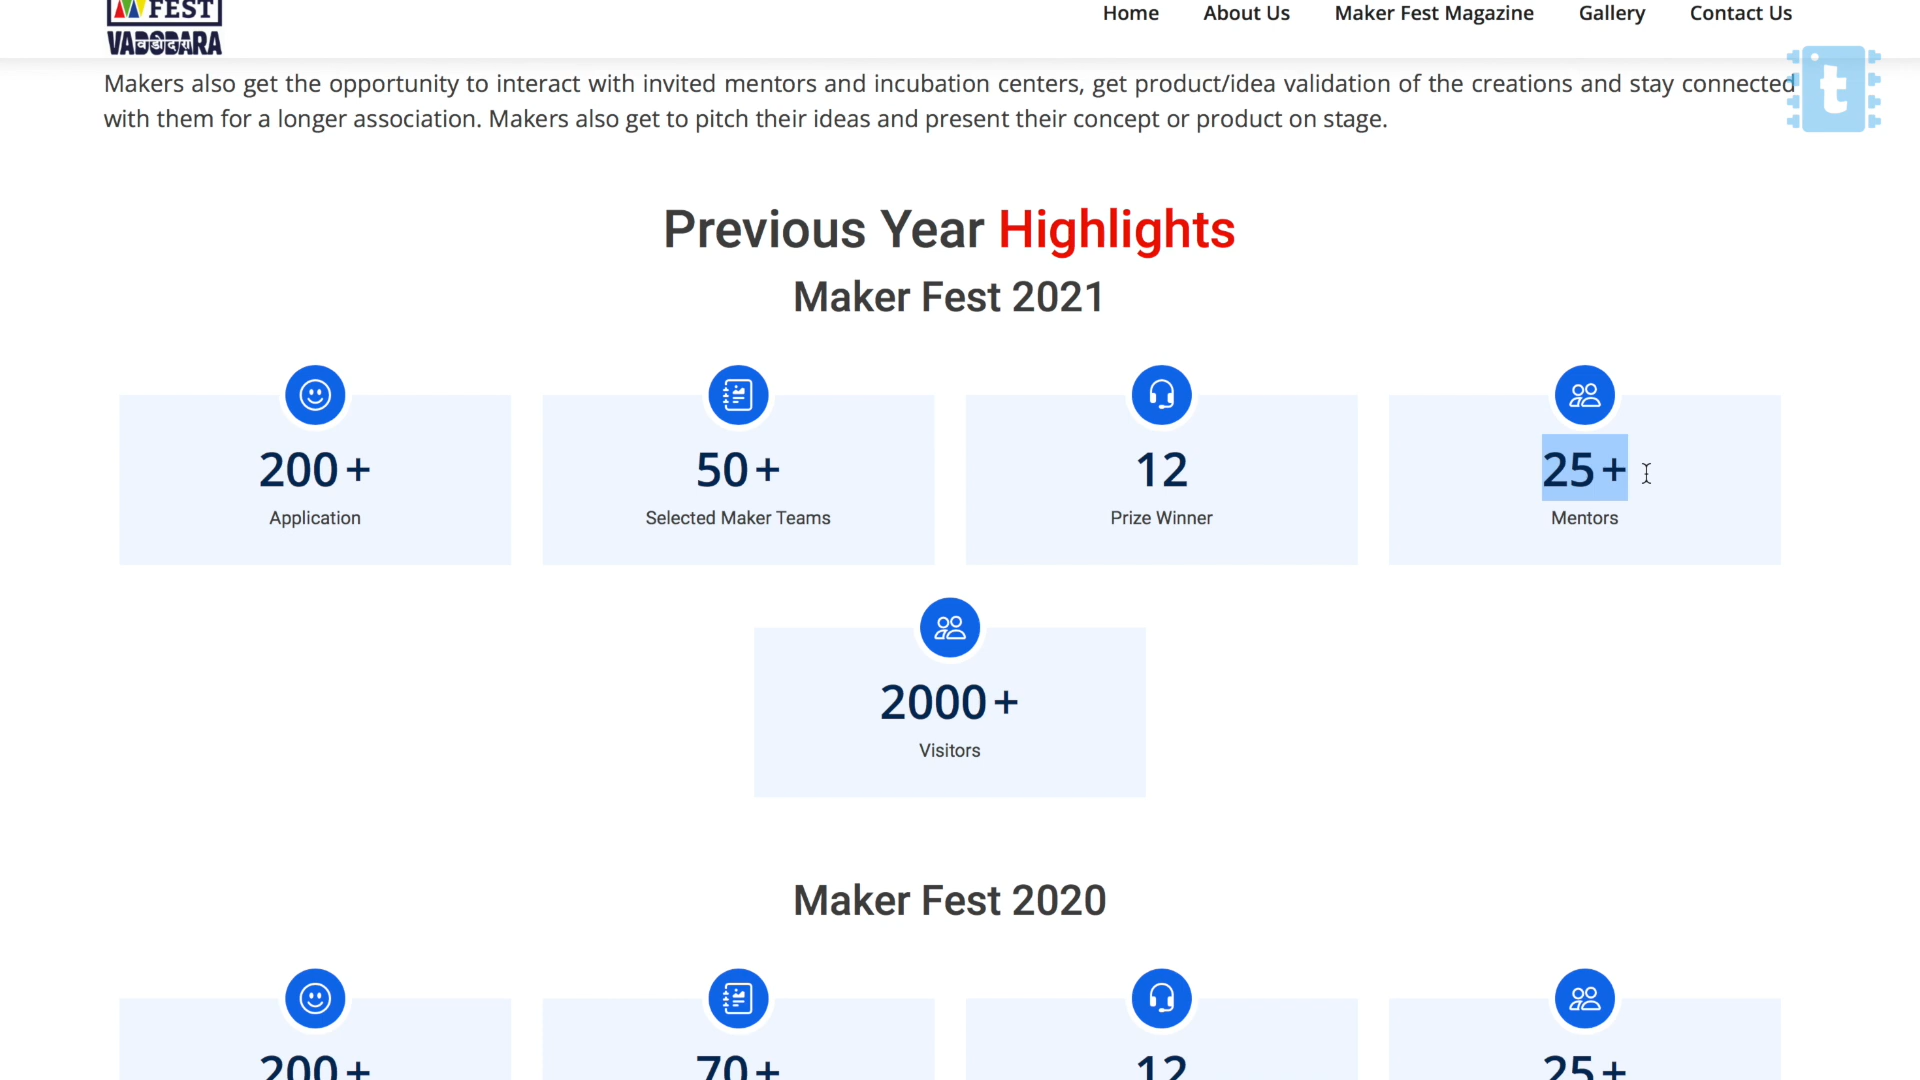 FEST
VADODARA
वडोदरा
Home About Us Maker Fest Magazine Gallery Contact Us
t
Makers also get the opportunity to interact with invited mentors and incubation centers, get product/idea validation of the creations and stay connected
with them for a longer association. Makers also get to pitch their ideas and present their concept or product on stage.
Previous Year Highlights
Maker Fest 2021
200 + 50 + 12 25 +
Application Selected Maker Teams Prize Winner Mentors
2000 +
Visitors
Maker Fest 2020
200 + 70 + 12 25 +